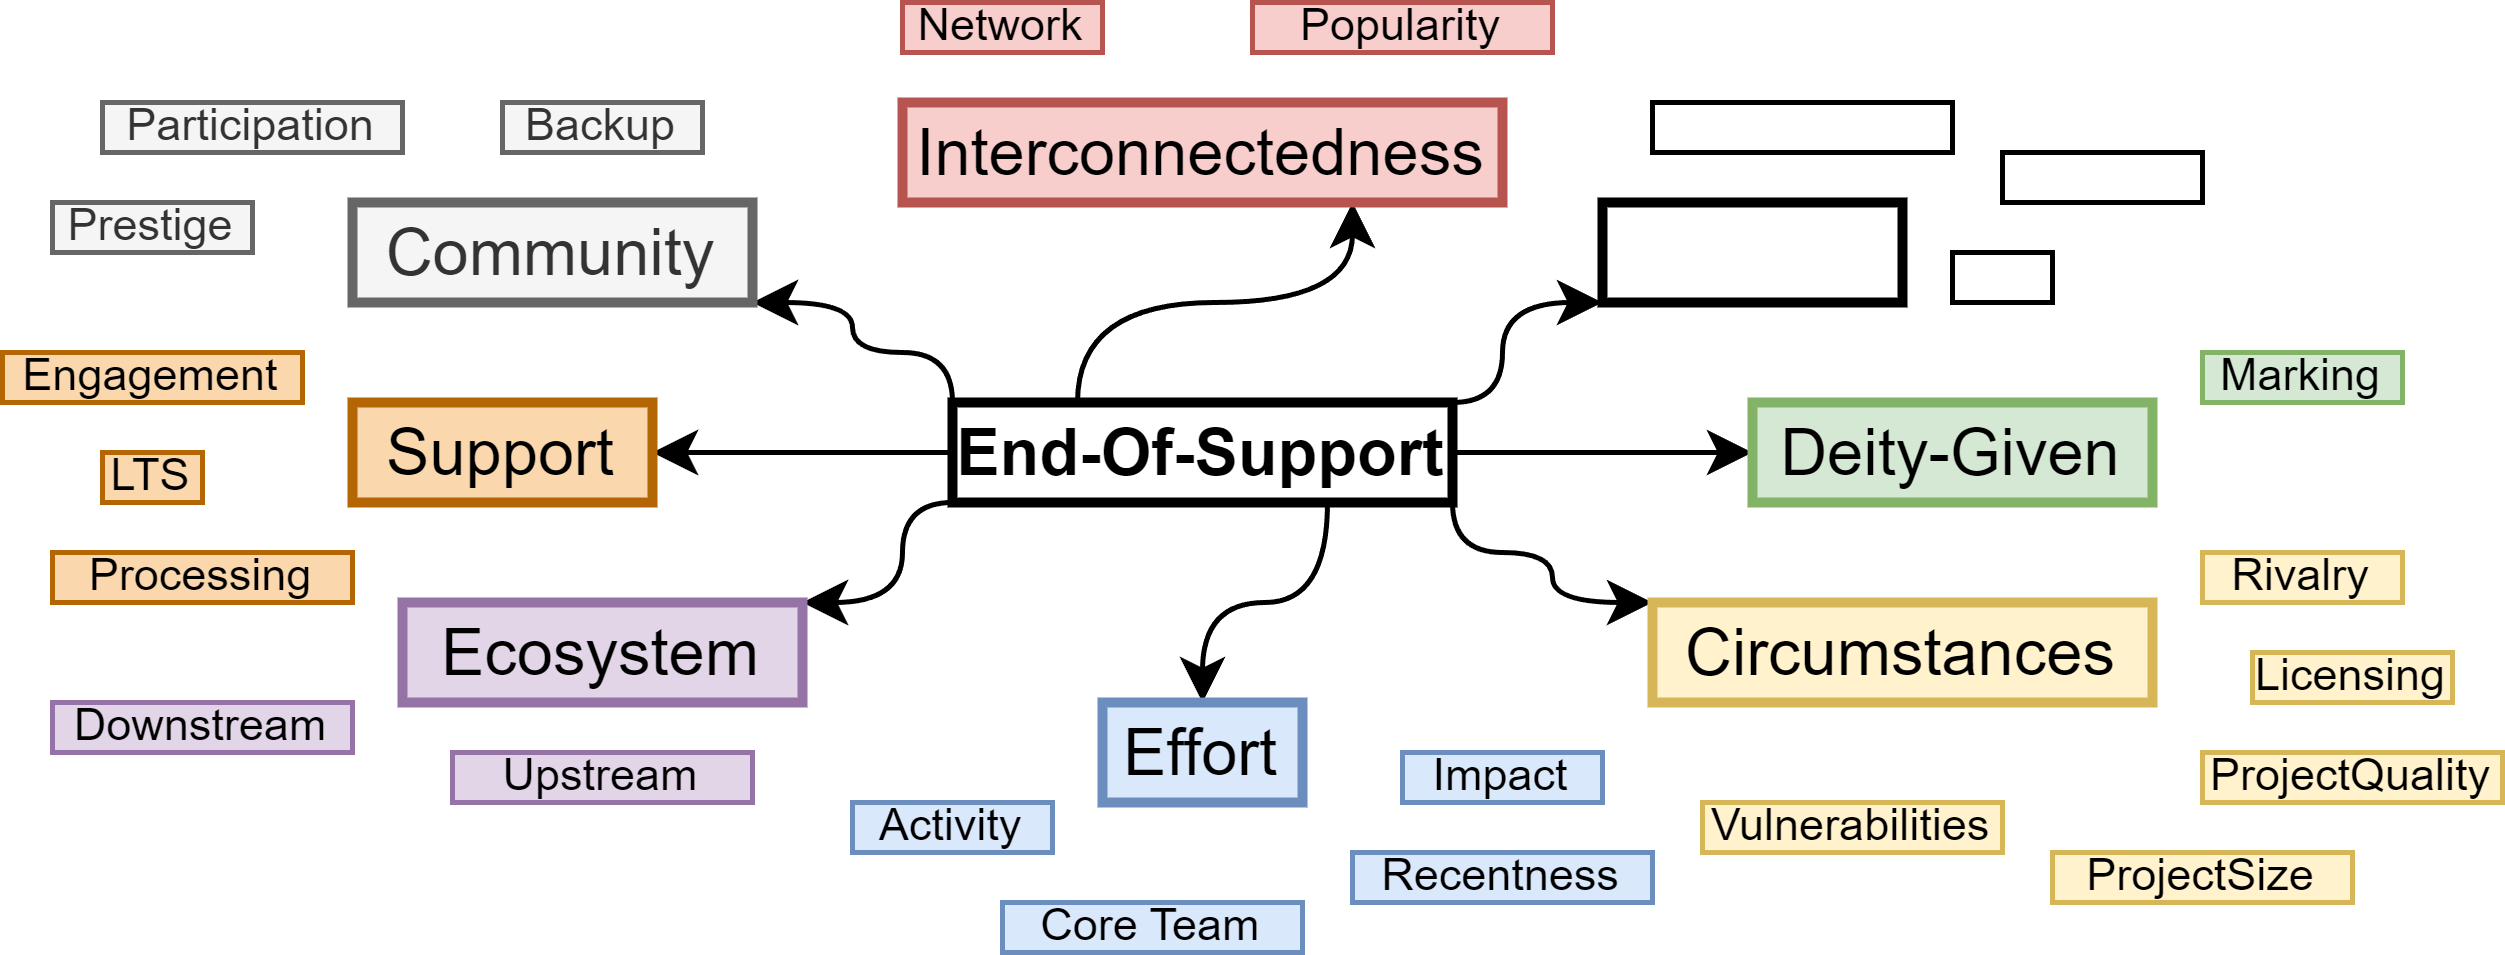 Network
Popularity
Participation
Backup
Interconnectedness
Prestige
Community
Engagement
Marking
Support
End-Of-Support
Deity-Given
LTS
Processing
Rivalry
Ecosystem
Circumstances
Licensing
Downstream
Upstream
Effort
Impact
ProjectQuality
Activity
Vulnerabilities
Recentness
ProjectSize
Core Team